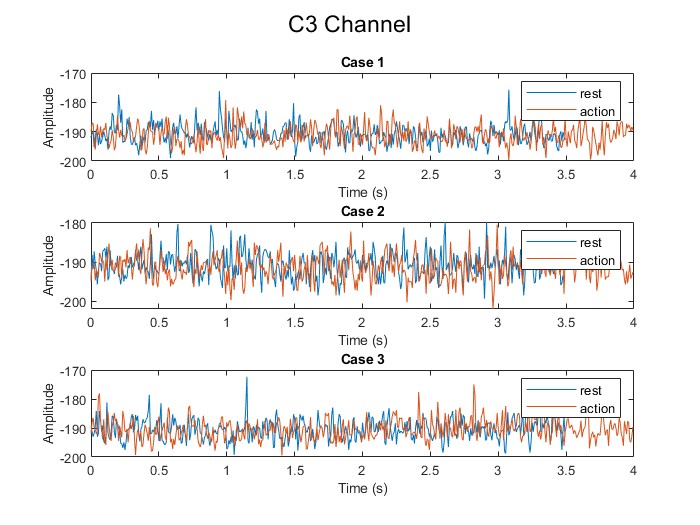 C3 Channel
Case 1
-170
-180
-190
-200
Amplitude
rest
action
0 0.5 1 1.5 2 2.5 3 3.5 4
Time (s)
Case 2
-180
-190
-200
Amplitude
rest
action
0 0.5 1 1.5 2 2.5 3 3.5 4
Time (s)
Case 3
-170
-180
-190
-200
Amplitude
rest
action
0 0.5 1 1.5 2 2.5 3 3.5 4
Time (s)